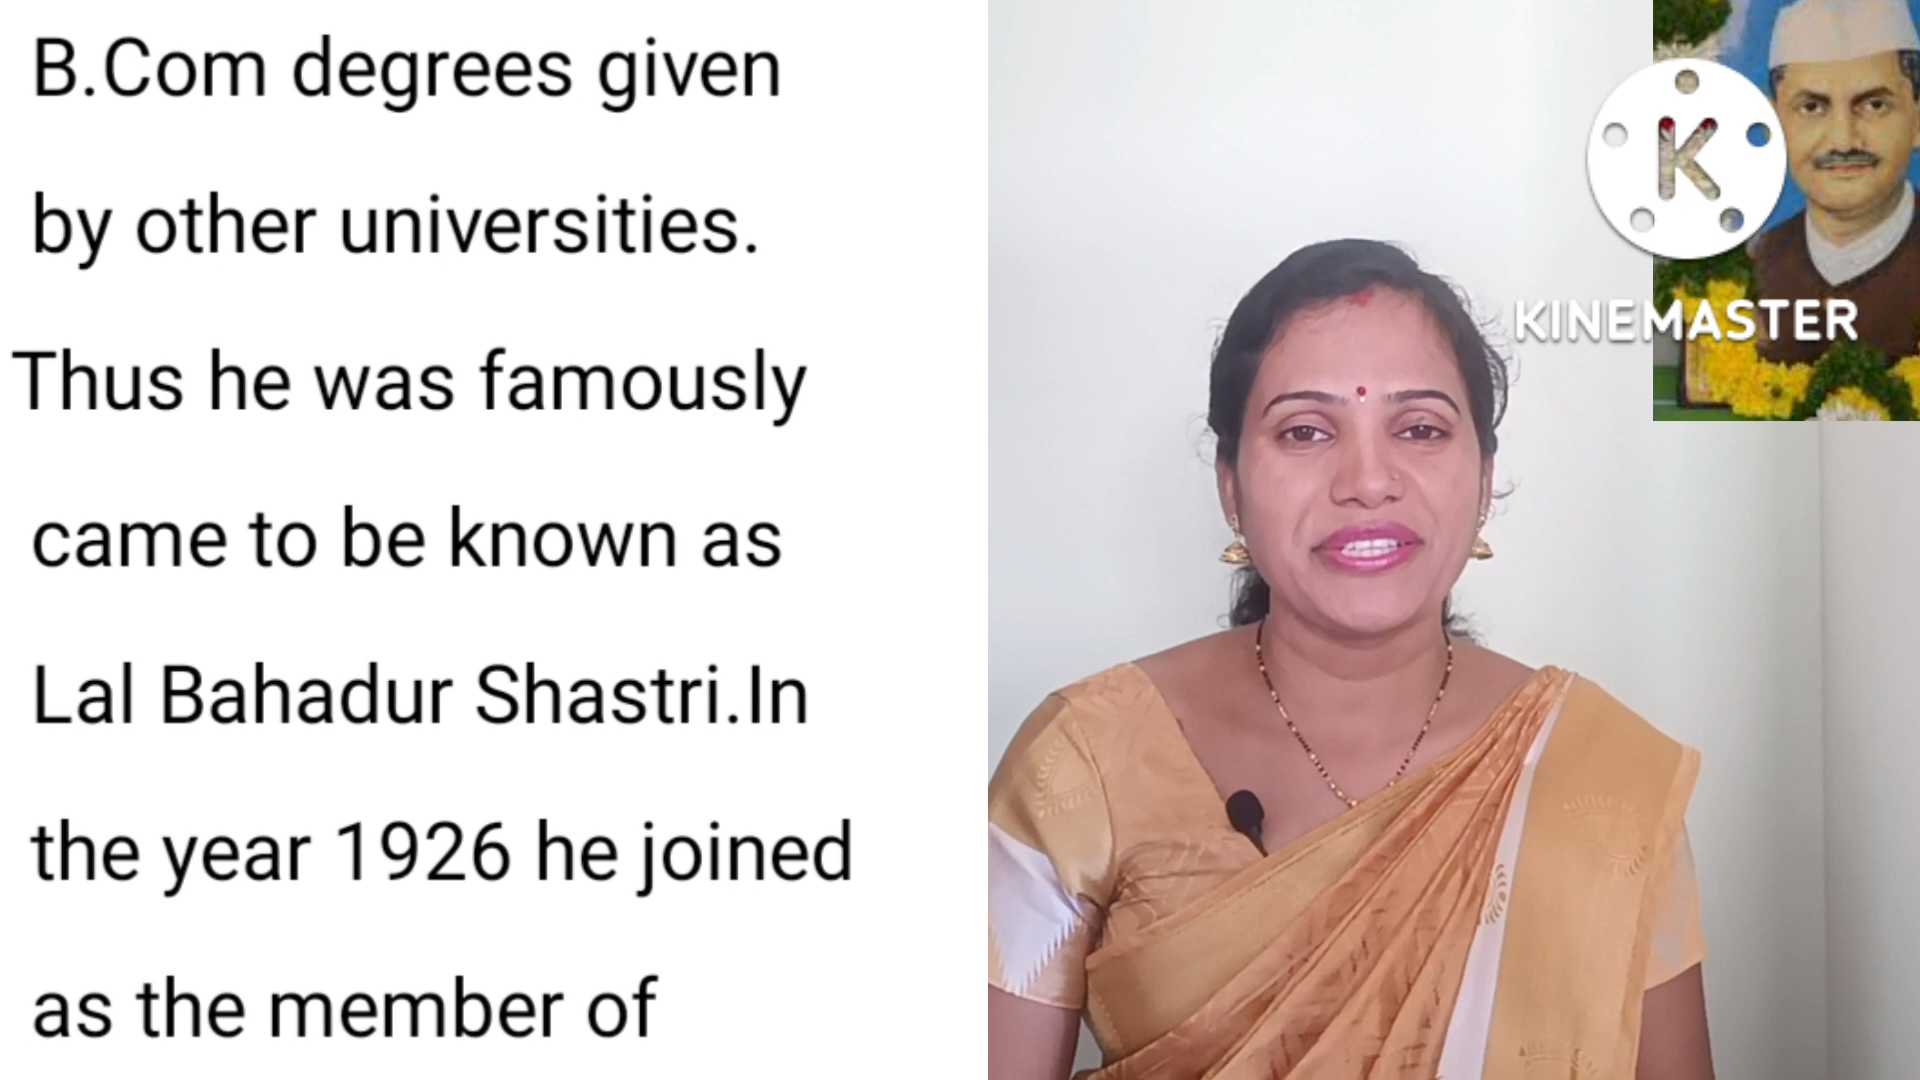 B.Com degrees given
by other universities.
Thus he was famously
came to be known as
Lal Bahadur Shastri.In
the year 1926 he joined
as the member of
K
KINEMASTER